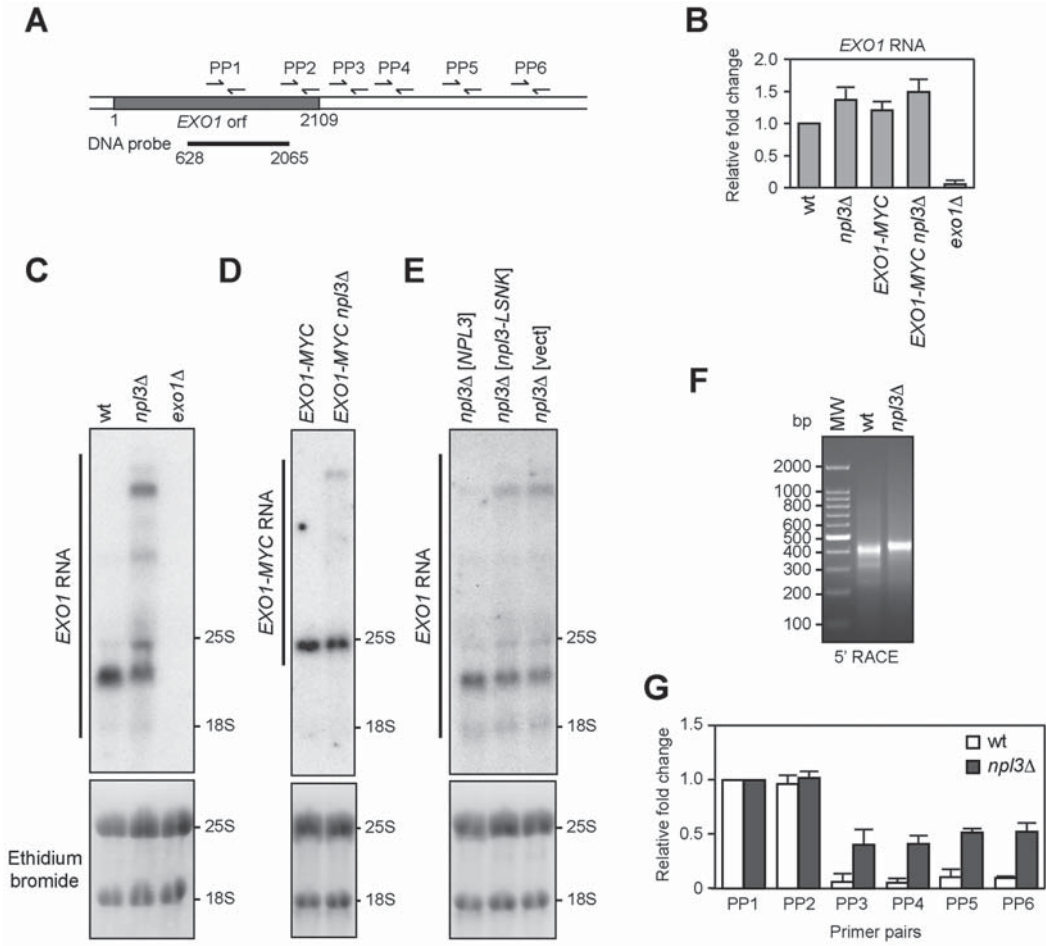 A
PP1 PP2 PP3 PP4 PP5 PP6
1 EXO1 orf 2109
DNA probe
628 2065
B
EXO1 RNA
Relative fold change
2.0
1.5
1.0
0.5
0
wt
npl3Δ
EXO1-MYC
EXO1-MYC npl3Δ
exo1Δ
C
wt
npl3Δ
exo1Δ
EXO1 RNA
25S
18S
Ethidium
bromide
25S
18S
D
EXO1-MYC
EXO1-MYC npl3Δ
EXO1-MYC RNA
25S
18S
25S
18S
E
npl3Δ [NPL3]
npl3Δ [npl3-LSNK]
npl3Δ [vect]
EXO1 RNA
25S
18S
25S
18S
F
bp
MW
wt
npl3Δ
2000
1000
800
600
500
400
300
200
100
5' RACE
G
Relative fold change
1.5
1.0
0.5
0
wt
npl3Δ
PP1 PP2 PP3 PP4 PP5 PP6
Primer pairs